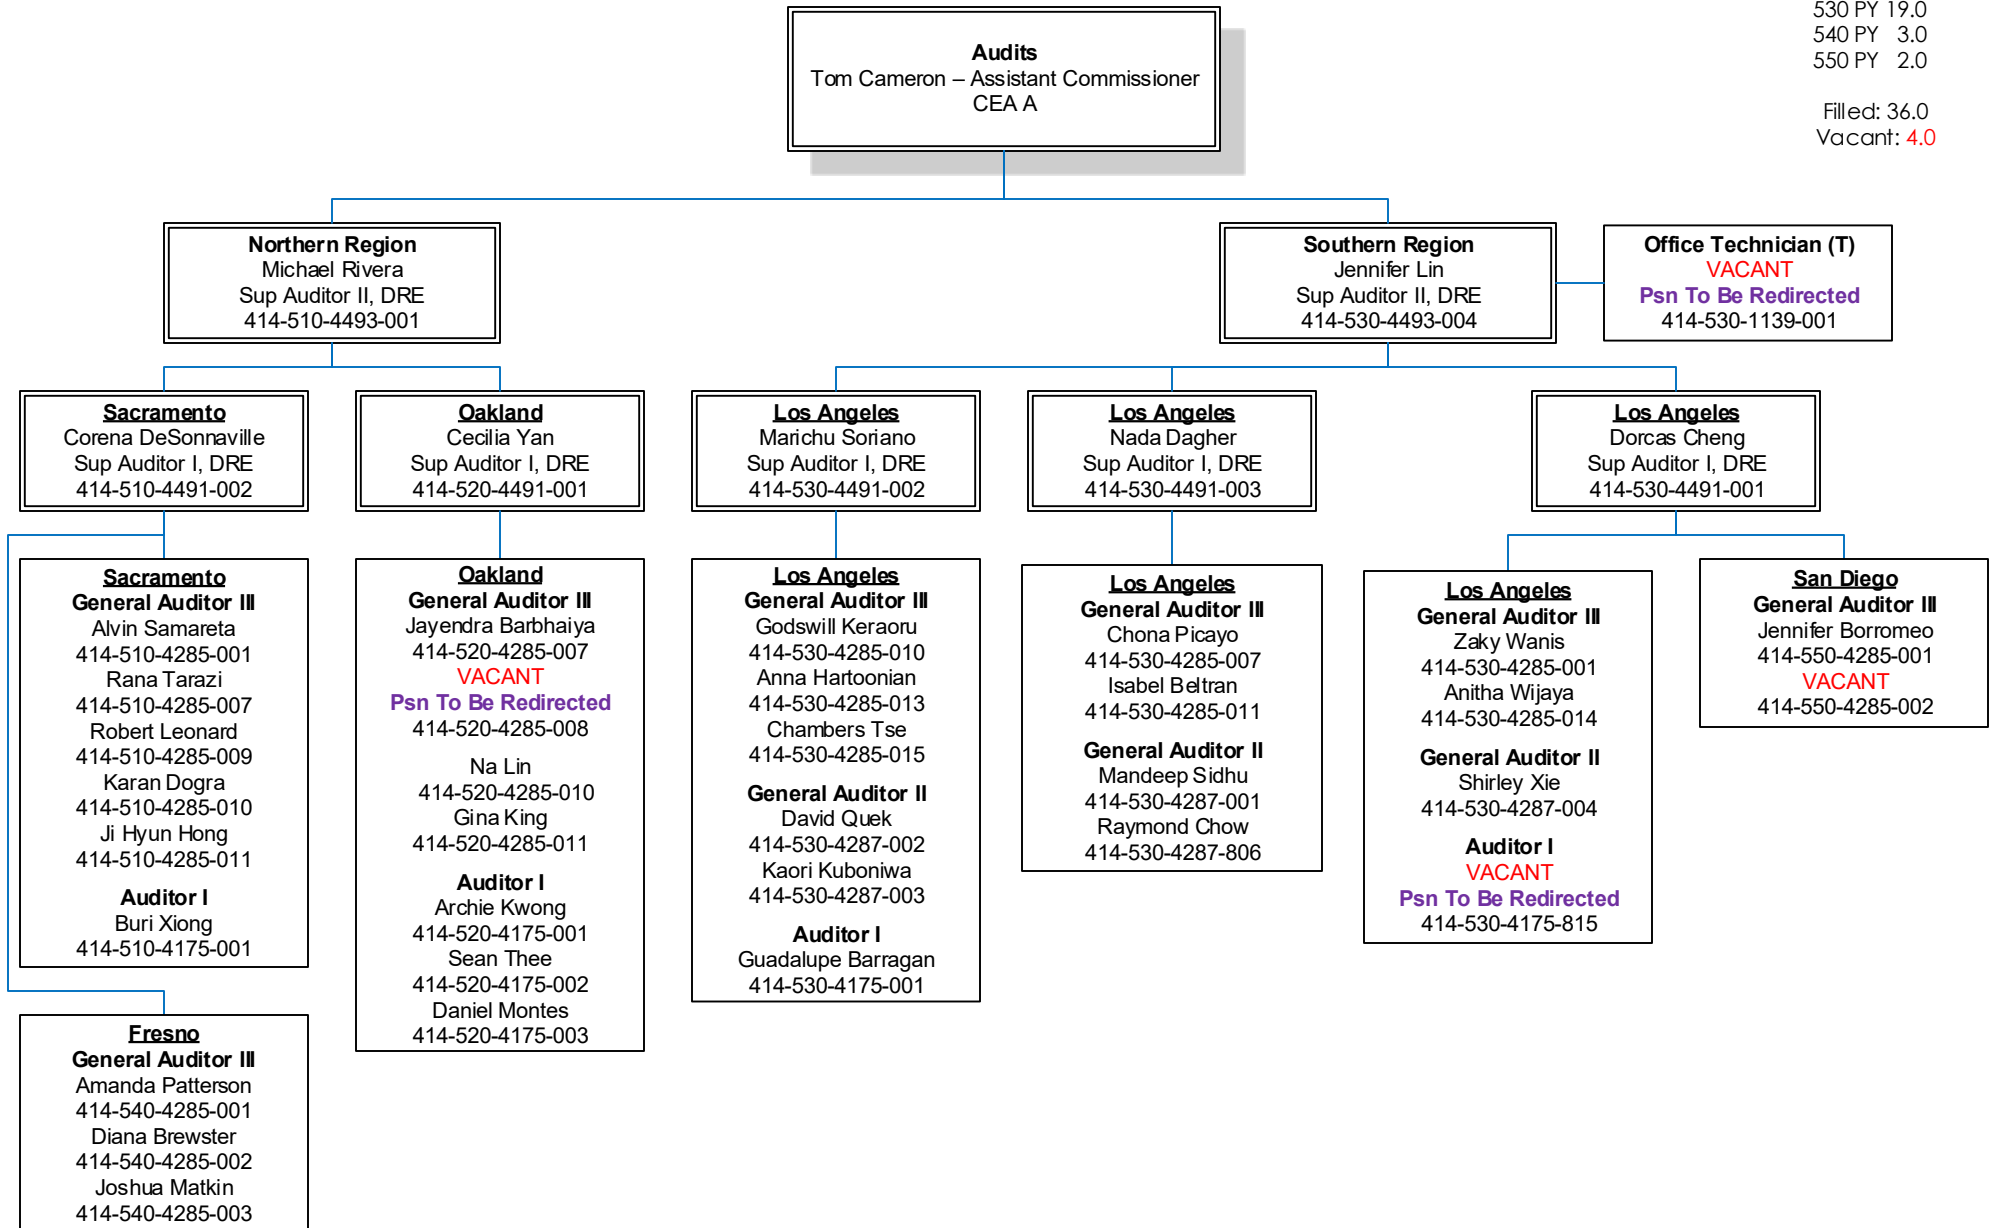 530 PY 19.0
540 PY 3.0
550 PY 2.0
Filled: 36.0
Vacant: 4.0
Audits
Tom Cameron – Assistant Commissioner
CEA A
Northern Region
Michael Rivera
Sup Auditor II, DRE
414-510-4493-001
Southern Region
Jennifer Lin
Sup Auditor II, DRE
414-530-4493-004
Office Technician (T)
VACANT
Psn To Be Redirected
414-530-1139-001
Sacramento
Corena DeSonnaville
Sup Auditor I, DRE
414-510-4491-002
Oakland
Cecilia Yan
Sup Auditor I, DRE
414-520-4491-001
Los Angeles
Marichu Soriano
Sup Auditor I, DRE
414-530-4491-002
Los Angeles
Nada Dagher
Sup Auditor I, DRE
414-530-4491-003
Los Angeles
Dorcas Cheng
Sup Auditor I, DRE
414-530-4491-001
Sacramento
General Auditor III
Alvin Samareta
414-510-4285-001
Rana Tarazi
414-510-4285-007
Robert Leonard
414-510-4285-009
Karan Dogra
414-510-4285-010
Ji Hyun Hong
414-510-4285-011
Auditor I
Buri Xiong
414-510-4175-001
Oakland
General Auditor III
Jayendra Barbhaiya
414-520-4285-007
VACANT
Psn To Be Redirected
414-520-4285-008
Na Lin
414-520-4285-010
Gina King
414-520-4285-011
Auditor I
Archie Kwong
414-520-4175-001
Sean Thee
414-520-4175-002
Daniel Montes
414-520-4175-003
Los Angeles
General Auditor III
Godswill Keraoru
414-530-4285-010
Anna Hartoonian
414-530-4285-013
Chambers Tse
414-530-4285-015
General Auditor II
David Quek
414-530-4287-002
Kaori Kuboniwa
414-530-4287-003
Auditor I
Guadalupe Barragan
414-530-4175-001
Los Angeles
General Auditor III
Chona Picayo
414-530-4285-007
Isabel Beltran
414-530-4285-011
General Auditor II
Mandeep Sidhu
414-530-4287-001
Raymond Chow
414-530-4287-806
Los Angeles
General Auditor III
Zaky Wanis
414-530-4285-001
Anitha Wijaya
414-530-4285-014
General Auditor II
Shirley Xie
414-530-4287-004
Auditor I
VACANT
Psn To Be Redirected
414-530-4175-815
San Diego
General Auditor III
Jennifer Borromeo
414-550-4285-001
VACANT
414-550-4285-002
Fresno
General Auditor III
Amanda Patterson
414-540-4285-001
Diana Brewster
414-540-4285-002
Joshua Matkin
414-540-4285-003